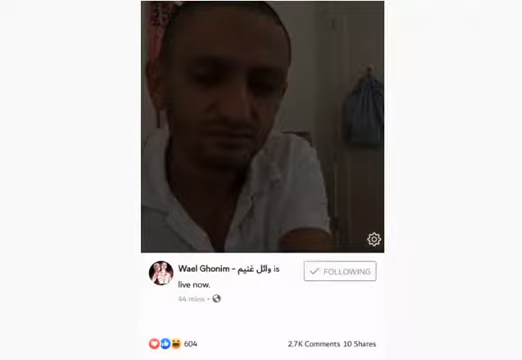 Wael Ghonim - وائل غنيم is
live now.
FOLLOWING
44 mins •
604
2.7K Comments 10 Shares